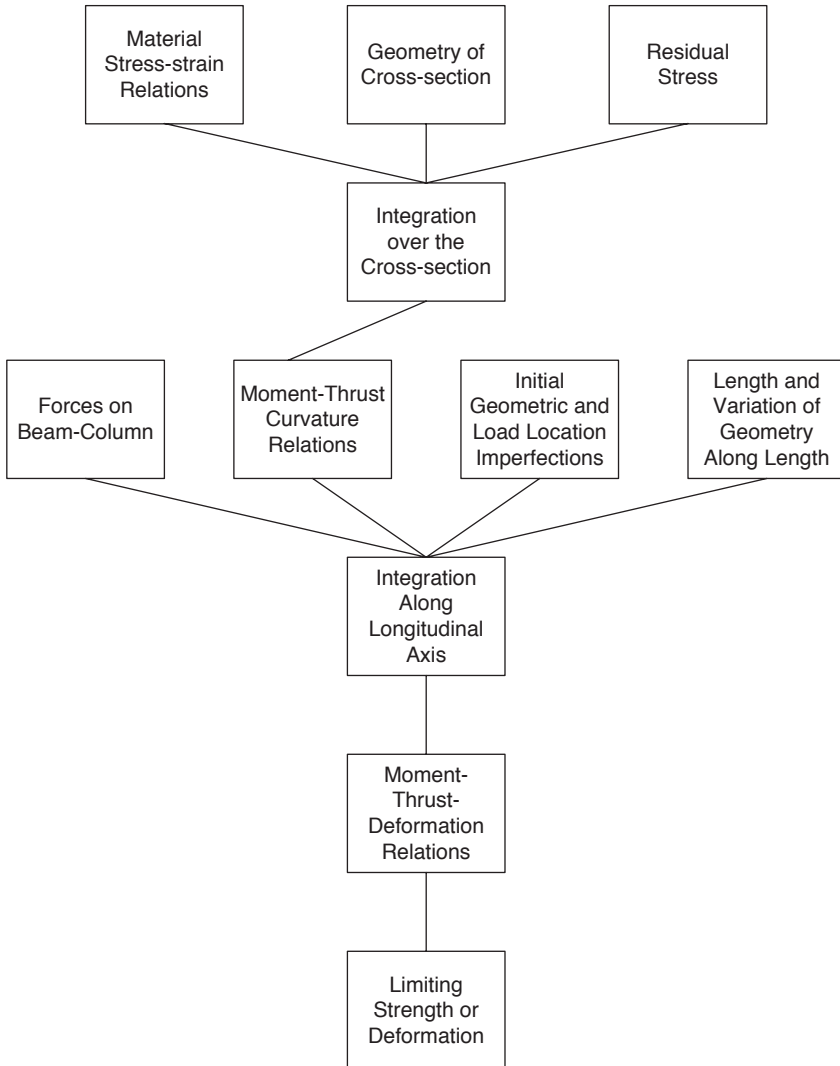 Material
Stress-strain
Relations
Geometry of
Cross-section
Residual
Stress
Integration
over the
Cross-section
Forces on
Beam-Column
Moment-Thrust
Curvature
Relations
Initial
Geometric and
Load Location
Imperfections
Length and
Variation of
Geometry
Along Length
Integration
Along
Longitudinal
Axis
Moment-
Thrust-
Deformation
Relations
Limiting
Strength or
Deformation